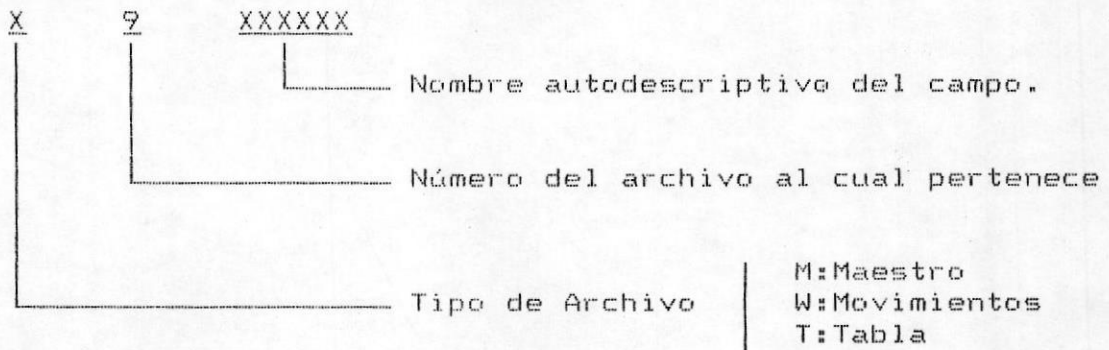 X 9 XXXXXX
Nombre autodescriptivo del campo.
Número del archivo al cual pertenece
M:Maestro
Tipo de Archivo
W:Movimientos
T:Tabla